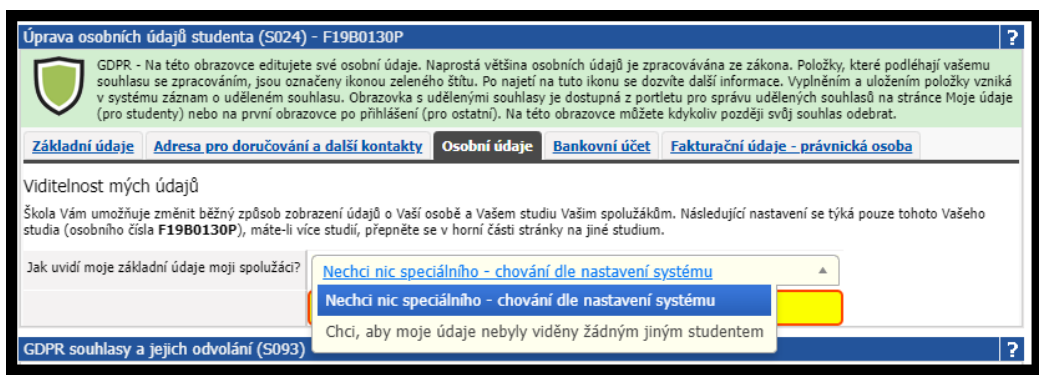 Úprava osobních údajů studenta (S024) - F19B0130P ?
GDPR - Na této obrazovce editujete své osobní údaje. Naprostá většina osobních údajů je zpracovávána ze zákona. Položky, které podléhají vašemu
souhlasu se zpracováním, jsou označeny ikonou zeleného štítu. Po najetí na tuto ikonu se dozvíte další informace. Vyplněním a uložením položky vzniká
v systému záznam o uděleném souhlasu. Obrazovka s udělenými souhlasy je dostupná z portletu pro správu udělených souhlasů na stránce Moje údaje
(pro studenty) nebo na první obrazovce po přihlášení (pro ostatní). Na této obrazovce můžete kdykoliv později svůj souhlas odebrat.
Základní údaje Adresa pro doručování a další kontakty Osobní údaje Bankovní účet Fakturační údaje - právnická osoba
Viditelnost mých údajů
Škola Vám umožňuje změnit běžný způsob zobrazení údajů o Vaší osobě a Vašem studiu Vašim spolužákům. Následující nastavení se týká pouze tohoto Vašeho
studia (osobního čísla F19B0130P), máte-li více studií, přepněte se v horní části stránky na jiné studium.
Jak uvidí moje základní údaje moji spolužáci? Nechci nic speciálního - chování dle nastavení systému
Nechci nic speciálního - chování dle nastavení systému
Chci, aby moje údaje nebyly viděny žádným jiným studentem
GDPR souhlasy a jejich odvolání (S093) ?